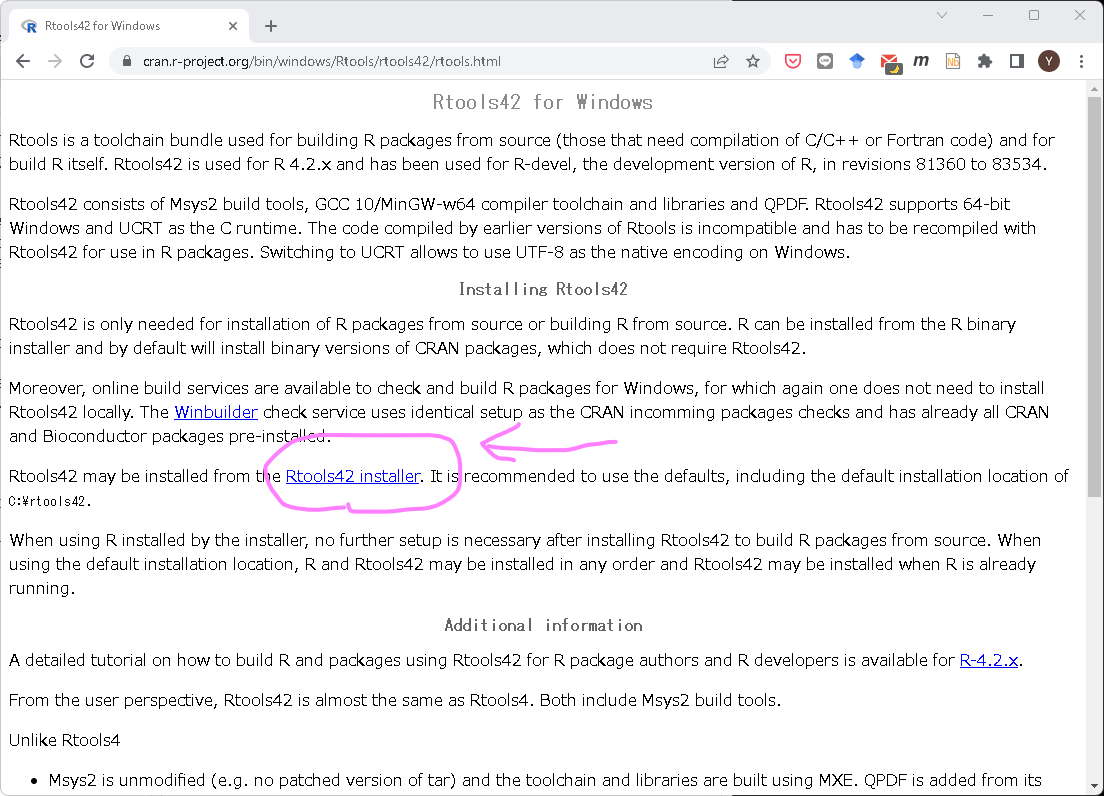 Rtools42 for Windows
cran.r-project.org/bin/windows/Rtools/rtools42/rtools.html
Y
Rtools42 for Windows
Rtools is a toolchain bundle used for building R packages from source (those that need compilation of C/C++ or Fortran code) and for
build R itself. Rtools42 is used for R 4.2.x and has been used for R-devel, the development version of R, in revisions 81360 to 83534.
Rtools42 consists of Msys2 build tools, GCC 10/MinGW-w64 compiler toolchain and libraries and QPDF. Rtools42 supports 64-bit
Windows and UCRT as the C runtime. The code compiled by earlier versions of Rtools is incompatible and has to be recompiled with
Rtools42 for use in R packages. Switching to UCRT allows to use UTF-8 as the native encoding on Windows.
Installing Rtools42
Rtools42 is only needed for installation of R packages from source or building R from source. R can be installed from the R binary
installer and by default will install binary versions of CRAN packages, which does not require Rtools42.
Moreover, online build services are available to check and build R packages for Windows, for which again one does not need to install
Rtools42 locally. The Winbuilder check service uses identical setup as the CRAN incomming packages checks and has already all CRAN
and Bioconductor packages pre-installed.
Rtools42 may be installed from the Rtools42 installer. It is recommended to use the defaults, including the default installation location of
C:¥rtools42.
When using R installed by the installer, no further setup is necessary after installing Rtools42 to build R packages from source. When
using the default installation location, R and Rtools42 may be installed in any order and Rtools42 may be installed when R is already
running.
Additional information
A detailed tutorial on how to build R and packages using Rtools42 for R package authors and R developers is available for R-4.2.x.
From the user perspective, Rtools42 is almost the same as Rtools4. Both include Msys2 build tools.
Unlike Rtools4
• Msys2 is unmodified (e.g. no patched version of tar) and the toolchain and libraries are built using MXE. QPDF is added from its